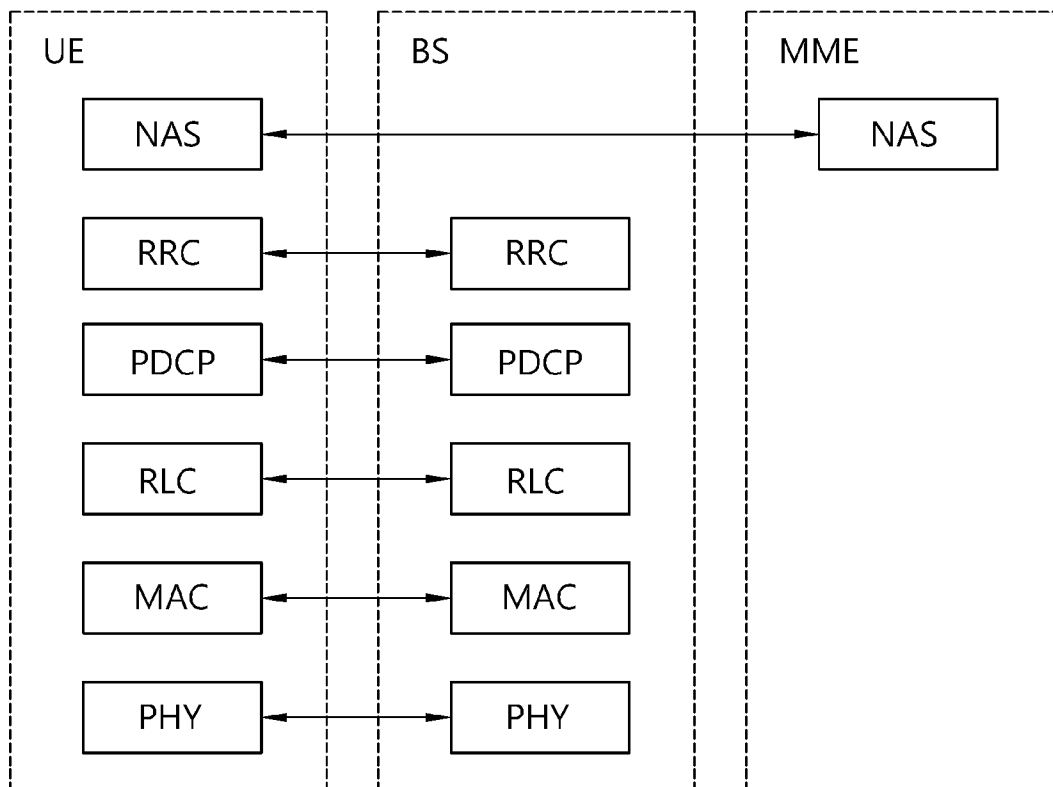 UE BS MME
NAS NAS
RRC RRC
PDCP PDCP
RLC RLC
MAC MAC
PHY PHY